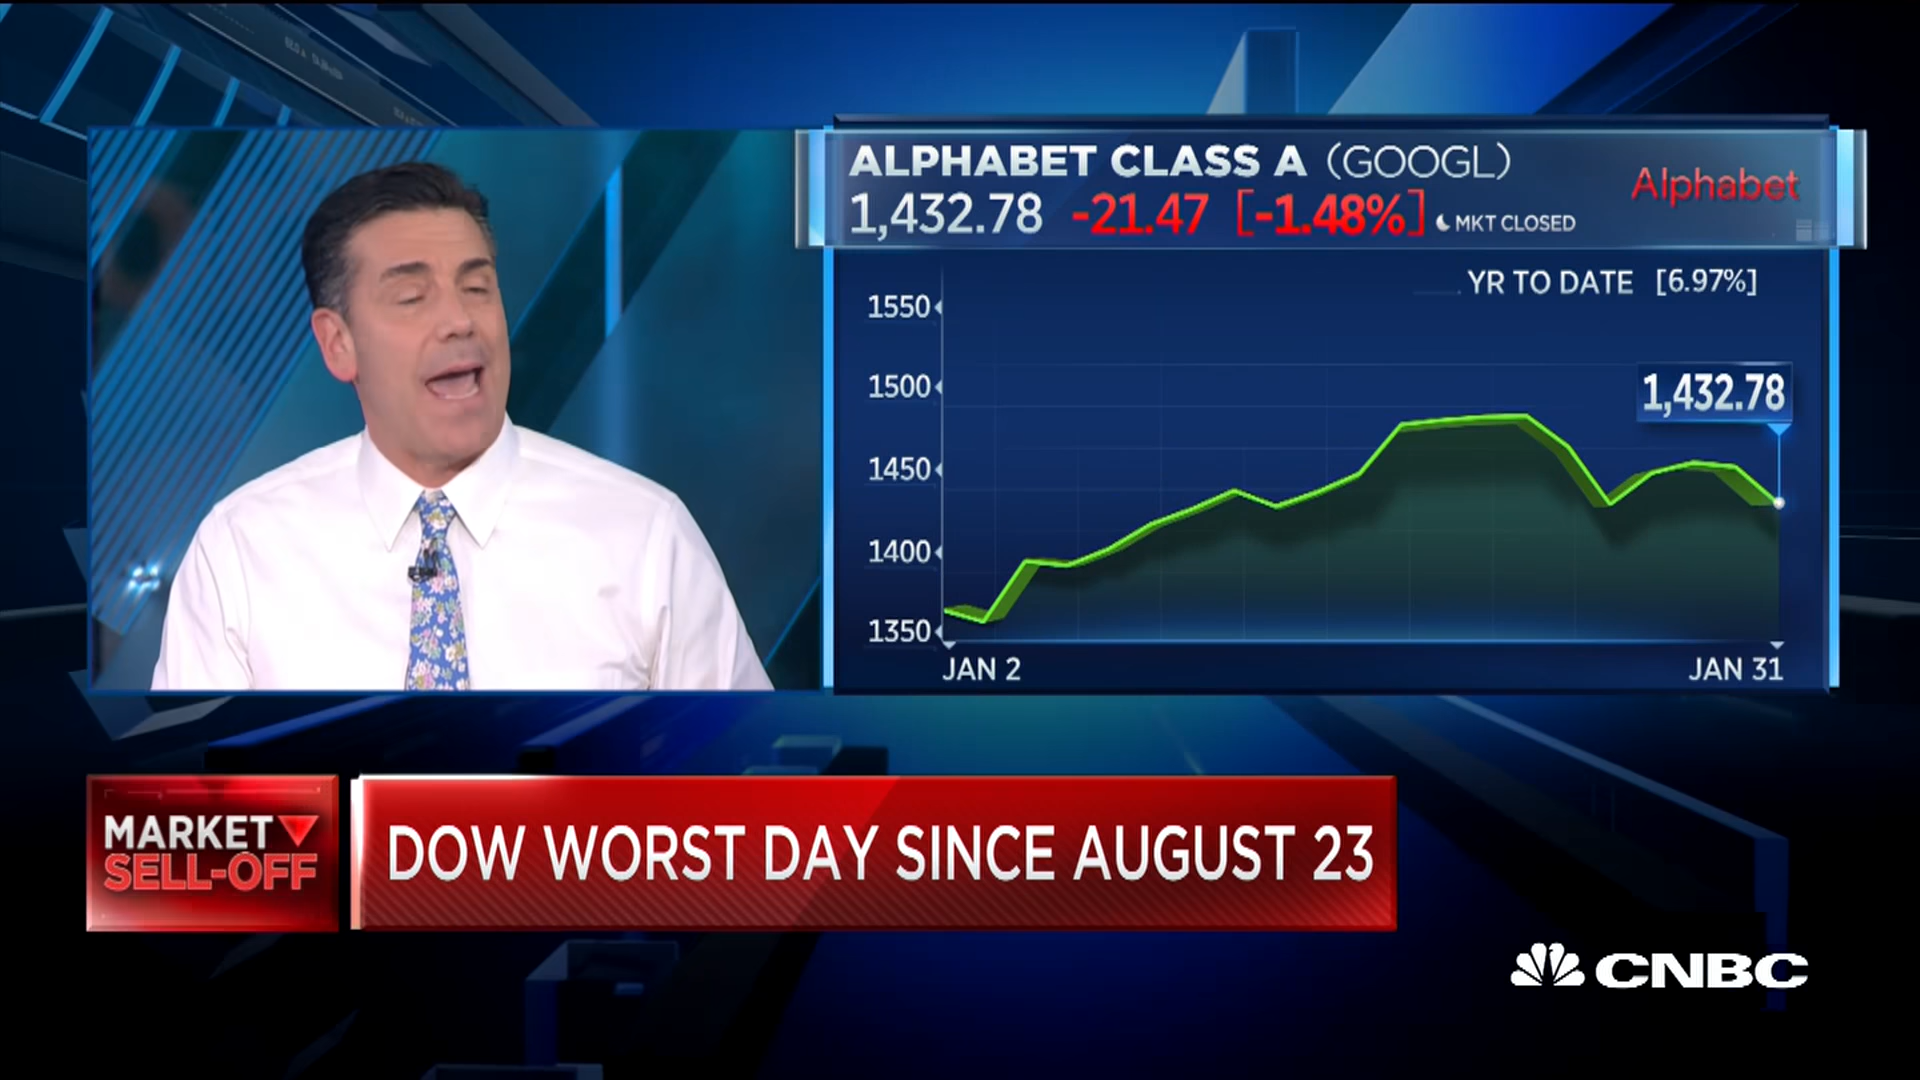 ALPHABET CLASS A (GOOGL)
1,432.78 -21.47 [-1.48%] MKT CLOSED
Alphabet
YR TO DATE [6.97%]
1550
1500
1450
1400
1350
1,432.78
JAN 2
JAN 31
MARKET
SELL-OFF
DOW WORST DAY SINCE AUGUST 23
CNBC